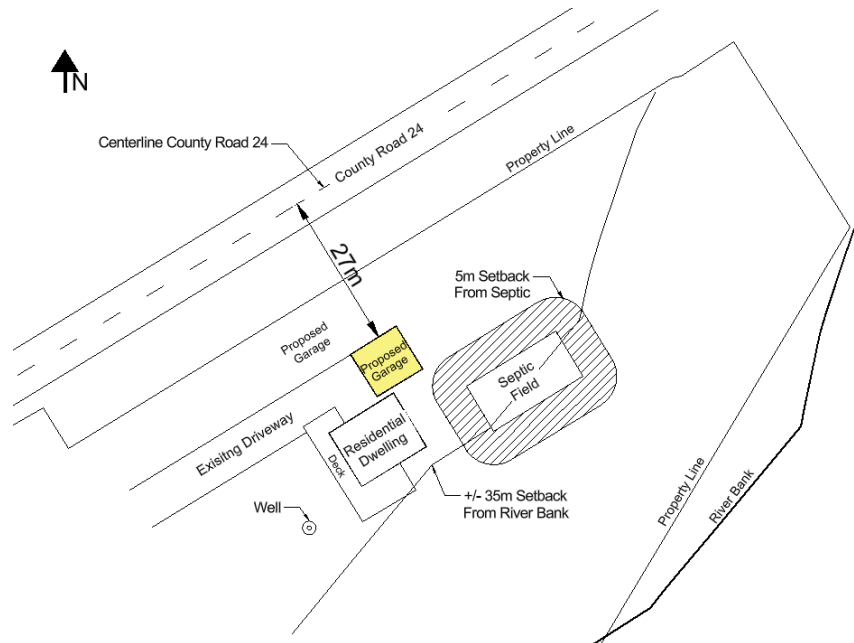 N
Centerline County Road 24
County Road 24
Property Line
27m
5m Setback
From Septic
Proposed
Garage
Proposed
Garage
Septic
Field
Exisitng Driveway
Residential
Dwelling
Deck
Well
+/- 35m Setback
From River Bank
Property Line
River Bank